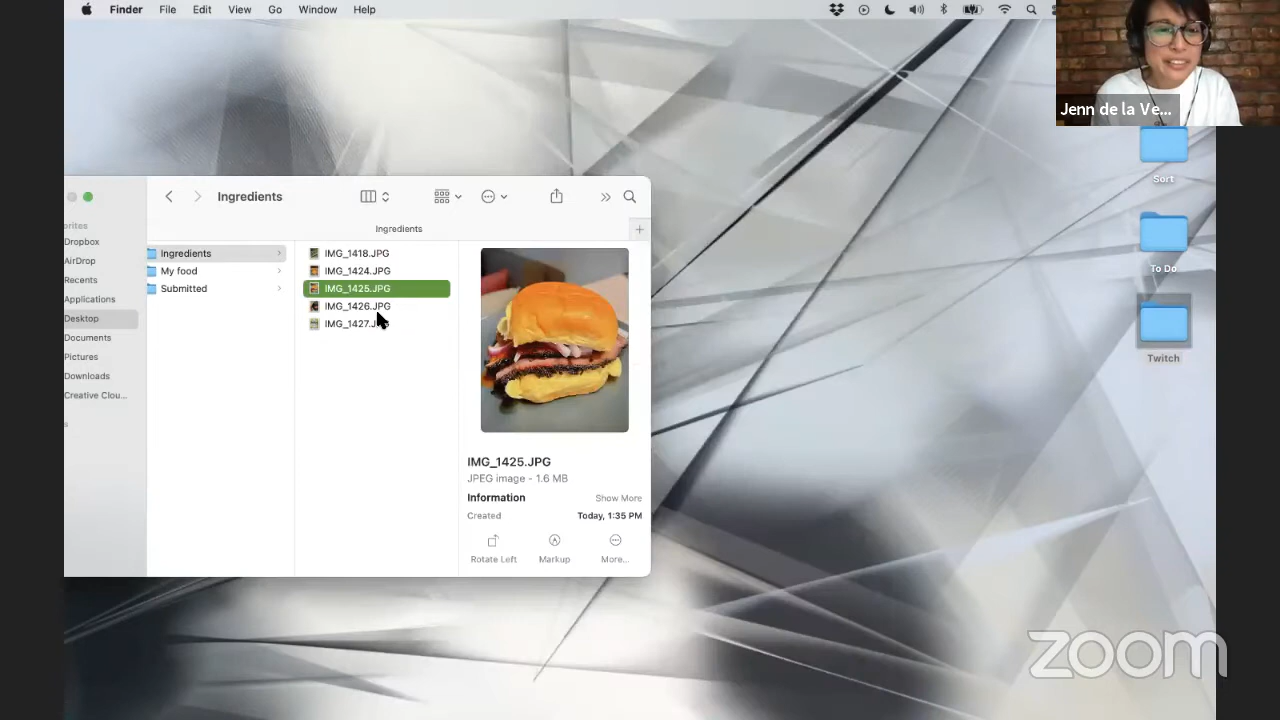 Finder File Edit View Go Window Help
Jenn de la Ve...
Ingredients
Ingredients
orites
Dropbox
AirDrop
Recents
Applications
Desktop
Documents
Pictures
Downloads
Creative Clou...
s
Ingredients
My food
Submitted
IMG_1418.JPG
IMG_1424.JPG
IMG_1425.JPG
IMG_1426.JPG
IMG_1427.JPG
IMG_1425.JPG
JPEG image - 1.6 MB
Information Show More
Created Today, 1:35 PM
Rotate Left Markup More...
Sort
To Do
Twitch
zoom